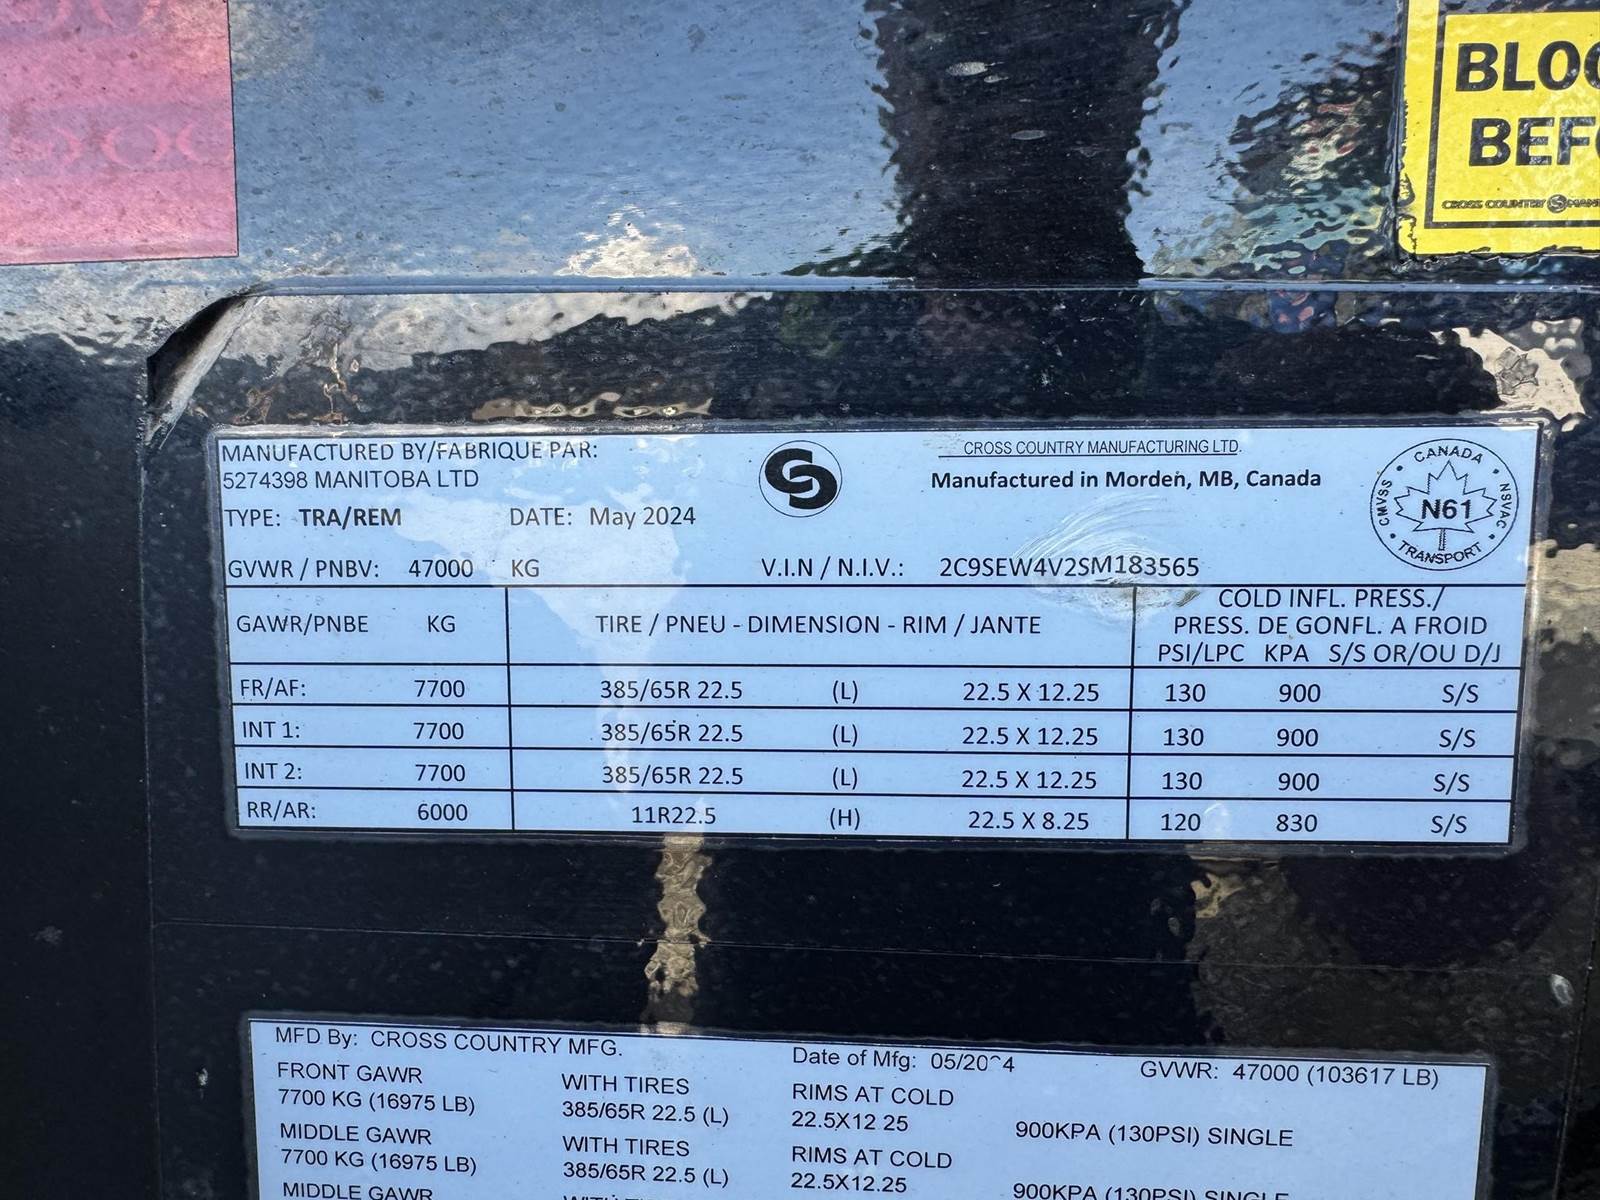 BLOC
BEFO
CROSS COUNTRY
MANUFACTURED BY/FABRIQUE PAR:
5274398 MANITOBA LTD
CROSS COUNTRY MANUFACTURING LTD.
Manufactured in Morden, MB, Canada
CANADA
CMVSS
NSVAC
N61
TRANSPORT
TYPE: TRA/REM DATE: May 2024
GVWR / PNBV: 47000 KG V.I.N / N.I.V.: 2C9SEW4V2SM183565
GAWR/PNBE KG TIRE / PNEU - DIMENSION - RIM / JANTE
COLD INFL. PRESS./
PRESS. DE GONFL. A FROID
PSI/LPC KPA S/S OR/OU D/J
FR/AF: 7700 385/65R 22.5 (L) 22.5 X 12.25 130 900 S/S
INT 1: 7700 385/65R 22.5 (L) 22.5 X 12.25 130 900 S/S
INT 2: 7700 385/65R 22.5 (L) 22.5 X 12.25 130 900 S/S
RR/AR: 6000 11R22.5 (H) 22.5 X 8.25 120 830 S/S
MFD By: CROSS COUNTRY MFG. Date of Mfg: 05/20 4 GVWR: 47000 (103617 LB)
FRONT GAWR WITH TIRES RIMS AT COLD
7700 KG (16975 LB) 385/65R 22.5 (L) 22.5X12 25 900KPA (130PSI) SINGLE
MIDDLE GAWR WITH TIRES RIMS AT COLD
7700 KG (16975 LB) 385/65R 22.5 (L) 22.5X12.25 900KPA (130PSI) SINGLE
MIDDLE GAWR